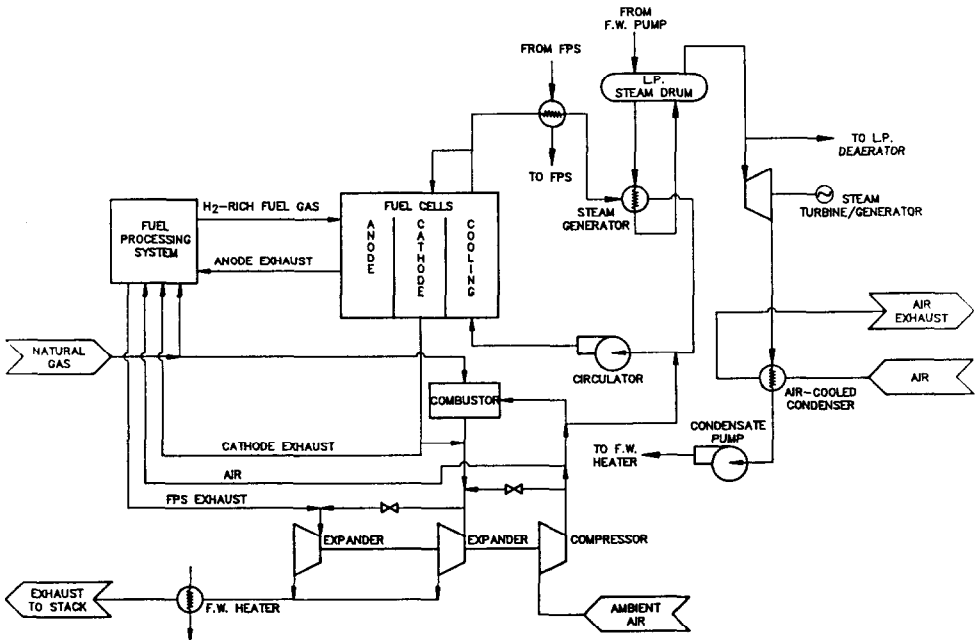 FROM
F.W. PUMP
FROM FPS
L.P.
STEAM DRUM
TO L.P.
DEAERATOR
TO FPS
H2-RICH FUEL GAS
FUEL CELLS
ANODE
CATHODE
COOLING
STEAM
GENERATOR
STEAM
TURBINE/GENERATOR
FUEL
PROCESSING
SYSTEM
ANODE EXHAUST
AIR
EXHAUST
NATURAL
GAS
CIRCULATOR
AIR
AIR-COOLED
CONDENSER
COMBUSTOR
CONDENSATE
PUMP
CATHODE EXHAUST
TO F.W.
HEATER
AIR
FPS EXHAUST
EXPANDER
EXPANDER
COMPRESSOR
EXHAUST
TO STACK
F.W. HEATER
AMBIENT
AIR